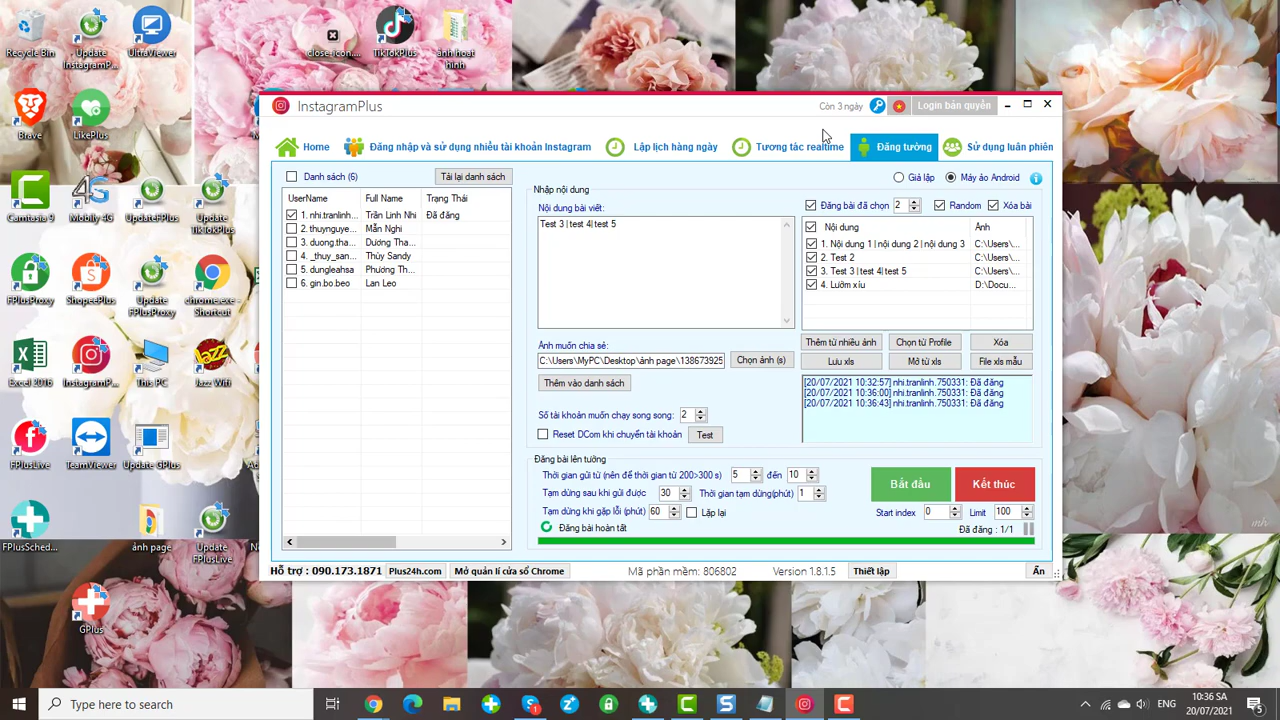 Recycle Bin
Update InstagramP...
UltraViewer
close-icon....
TikTokPlus
ảnh hoạt hình
Brave
LikePlus
Camtasia 9
Mobily 4G
UpdateFPlus
Update TikTokPlus
FPlusProxy
ShopeePlus
Update FPlusProxy
chrome.exe - Shortcut
Excel 2016
InstagramP...
This PC
Jazz Wifi
FPlusLive
TeamViewer
Update GPlus
FPlusSched...
ảnh page
Update FPlusLive
GPlus
InstagramPlus
Còn 3 ngày
Login bản quyền
Home
Đăng nhập và sử dụng nhiều tài khoản Instagram
Lập lịch hàng ngày
Tương tác realtime
Đăng tường
Sử dụng luân phiên
Danh sách (6)
Tải lại danh sách
UserName Full Name Trạng Thái
1. nhi.tranlinh... Trần Linh Nhi Đã đăng
2. thuynguye... Mẫn Nghi
3. duong.tha... Dương Tha...
4. _thuy_san... Thùy Sandy
5. dungleahsa Phương Th...
6. gin.bo.beo Lan Leo
Nhập nội dung
Giả lập
Máy ảo Android
Nội dung bài viết:
Test 3|test 4|test 5
Ảnh muốn chia sẻ:
C:\Users\MyPC\Desktop\ảnh page\138673925
Chọn ảnh (s)
Thêm vào danh sách
Số tài khoản muốn chạy song song: 2
Reset DCom khi chuyển tài khoản
Test
Đăng bài đã chọn 2
Random
Xóa bài
Nội dung Ảnh
1. Nội dung 1|nội dung 2|nội dung 3 C:\Users\...
2. Test 2 C:\Users\...
3. Test 3|test 4|test 5 C:\Users\...
4. Lượm xíu D:\Docu...
Thêm từ nhiều ảnh
Chọn từ Profile
Xóa
Lưu xls
Mở từ xls
File xls mẫu
[20/07/2021 10:32:57] nhi.tranlinh.750331: Đã đăng
[20/07/2021 10:36:00] nhi.tranlinh.750331: Đã đăng
[20/07/2021 10:36:43] nhi.tranlinh.750331: Đã đăng
Đăng bài lên tường
Thời gian gửi từ (nên để thời gian từ 200>300 s) 5 đến 10
Tạm dừng sau khi gửi được 30 Thời gian tạm dừng(phút) 1
Tạm dừng khi gặp lỗi (phút) 60 Lặp lại
Đăng bài hoàn tất
Bắt đầu
Kết thúc
Start index 0 Limit 100
Đã đăng : 1/1
Hỗ trợ : 090.173.1871
Plus24h.com
Mở quản lí cửa sổ Chrome
Mã phần mềm: 806802
Version 1.8.1.5
Thiết lập
Ẩn
mh
Type here to search
ENG
10:36 SA
20/07/2021
5